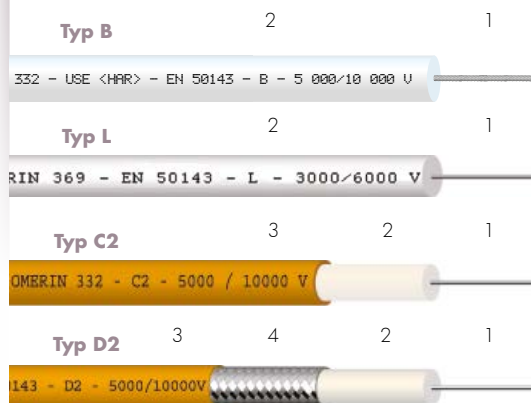 Typ B 2 1
332 - USE <HAR> - EN 50143 - B - 5 000/10 000 V
Typ L 2 1
RIN 369 - EN 50143 - L - 3000/6000 V
Typ C2 3 2 1
OMERIN 332 - C2 - 5000 / 10000 V
Typ D2 3 4 2 1
143 - D2 - 5000/10000V